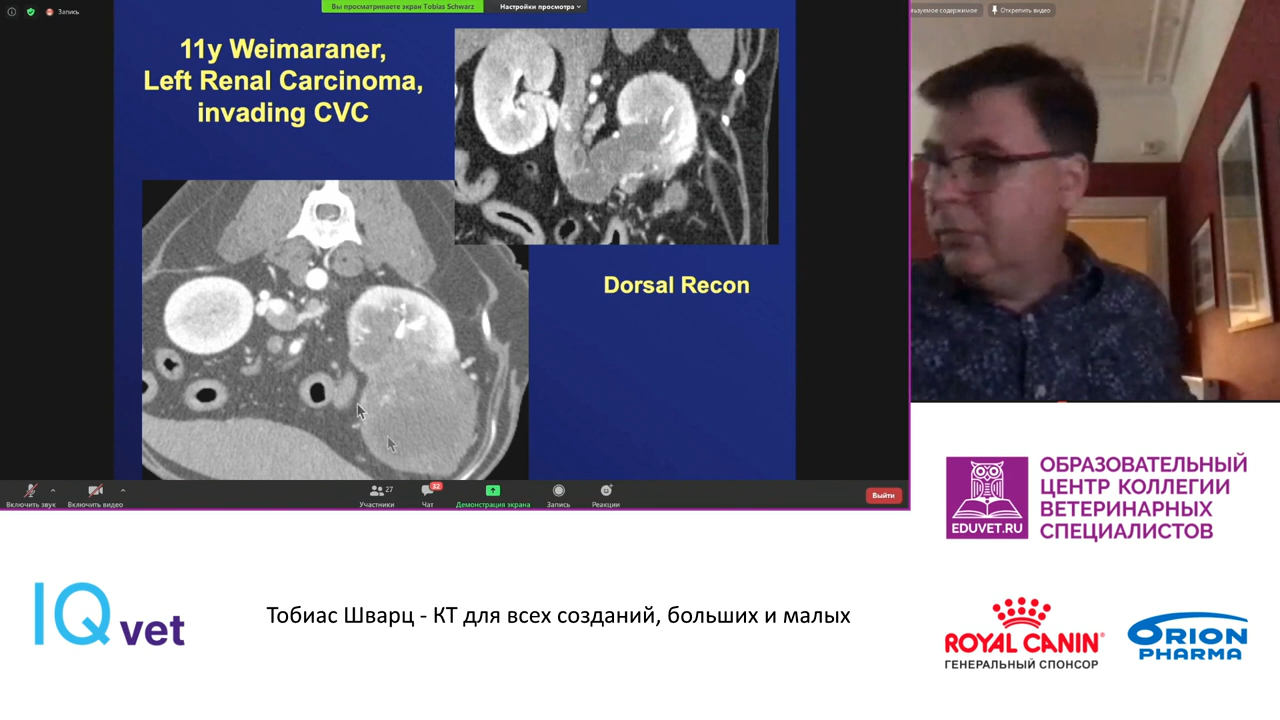 Запись
Вы просматриваете экран Tobias Schwarz
Настройки просмотра
содержимое
Открепить видео
11y Weimaraner,
Left Renal Carcinoma,
invading CVC
Dorsal Recon
Включить звук
Включить видео
27
Участники
32
Чат
Демонстрация экрана
Запись
Реакции
Выйти
EDUVET.RU
ОБРАЗОВАТЕЛЬНЫЙ
ЦЕНТР КОЛЛЕГИИ
ВЕТЕРИНАРНЫХ
СПЕЦИАЛИСТОВ
IQ vet
Тобиас Шварц - КТ для всех созданий, больших и малых
ROYAL CANIN®
ГЕНЕРАЛЬНЫЙ СПОНСОР
ORION
PHARMA